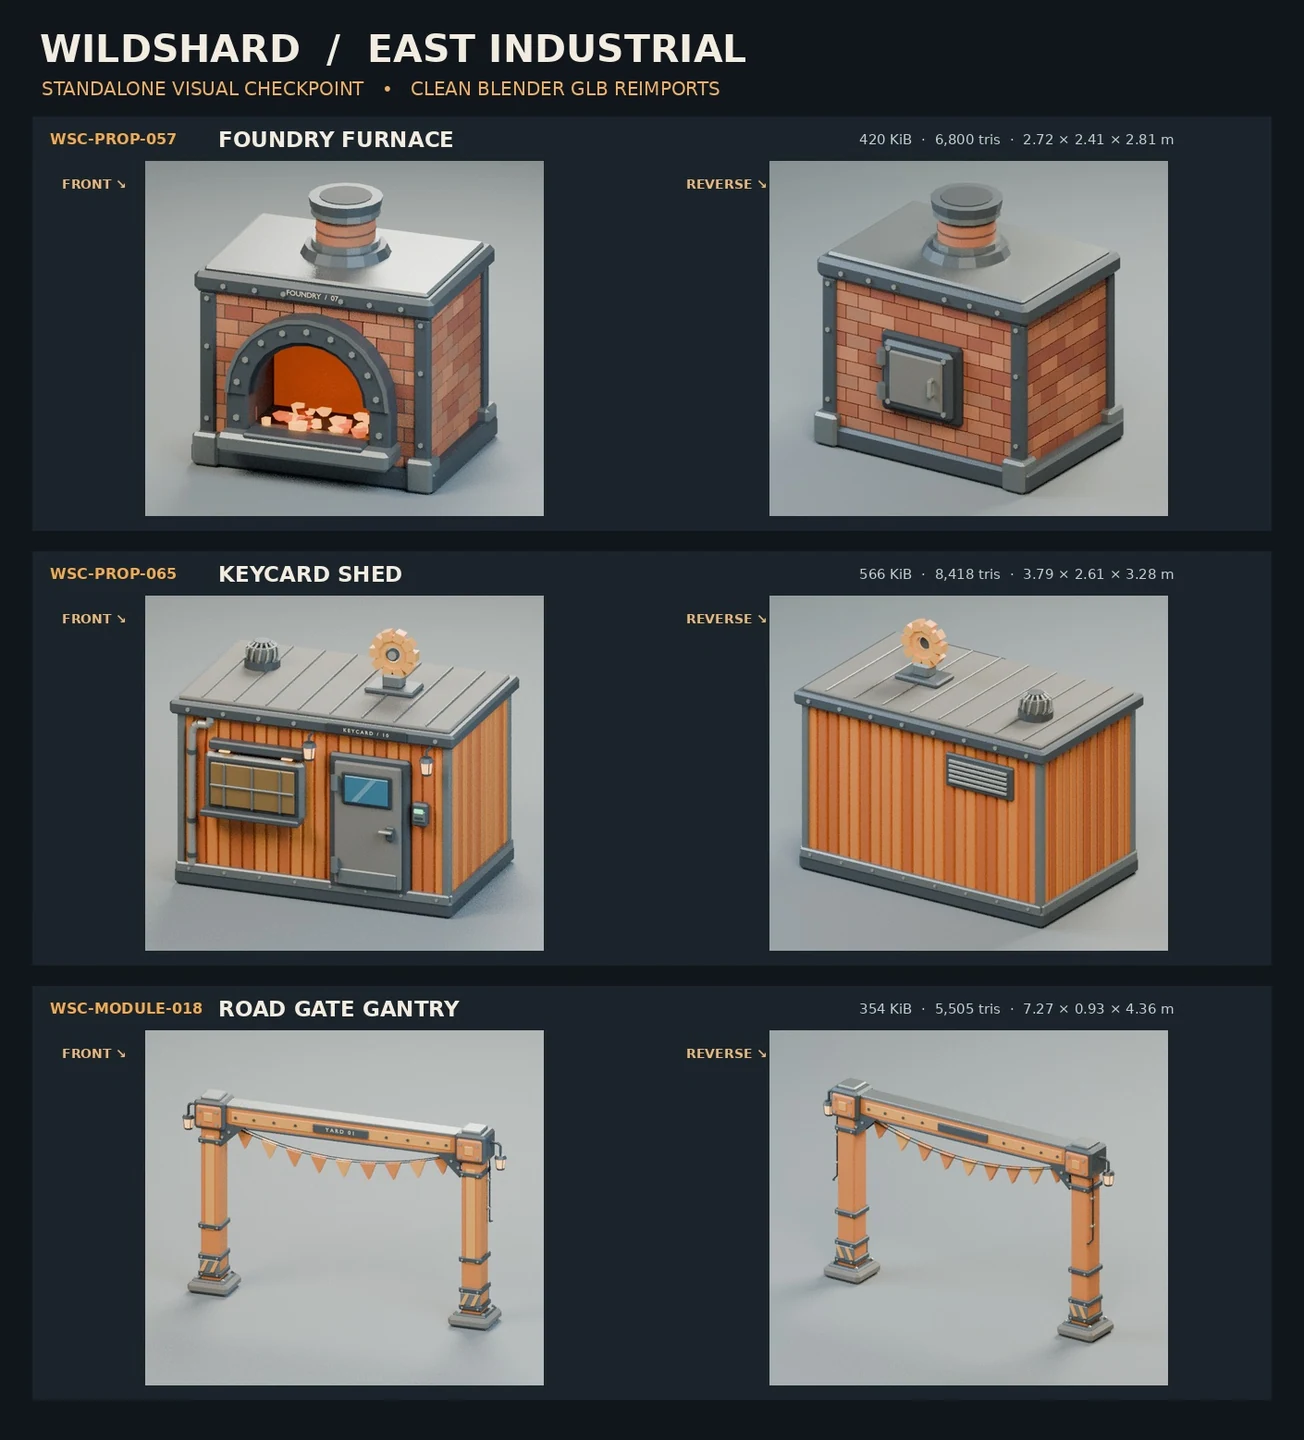 WILDSHARD / EAST INDUSTRIAL
STANDALONE VISUAL CHECKPOINT • CLEAN BLENDER GLB REIMPORTS
WSC-PROP-057 FOUNDRY FURNACE 420 KiB · 6,800 tris · 2.72 × 2.41 × 2.81 m
FRONT ↘ REVERSE ↘
FOUNDRY / 07
WSC-PROP-065 KEYCARD SHED 566 KiB · 8,418 tris · 3.79 × 2.61 × 3.28 m
FRONT ↘ REVERSE ↘
KEYCARD / 10
WSC-MODULE-018 ROAD GATE GANTRY 354 KiB · 5,505 tris · 7.27 × 0.93 × 4.36 m
FRONT ↘ REVERSE ↘
YARD 01